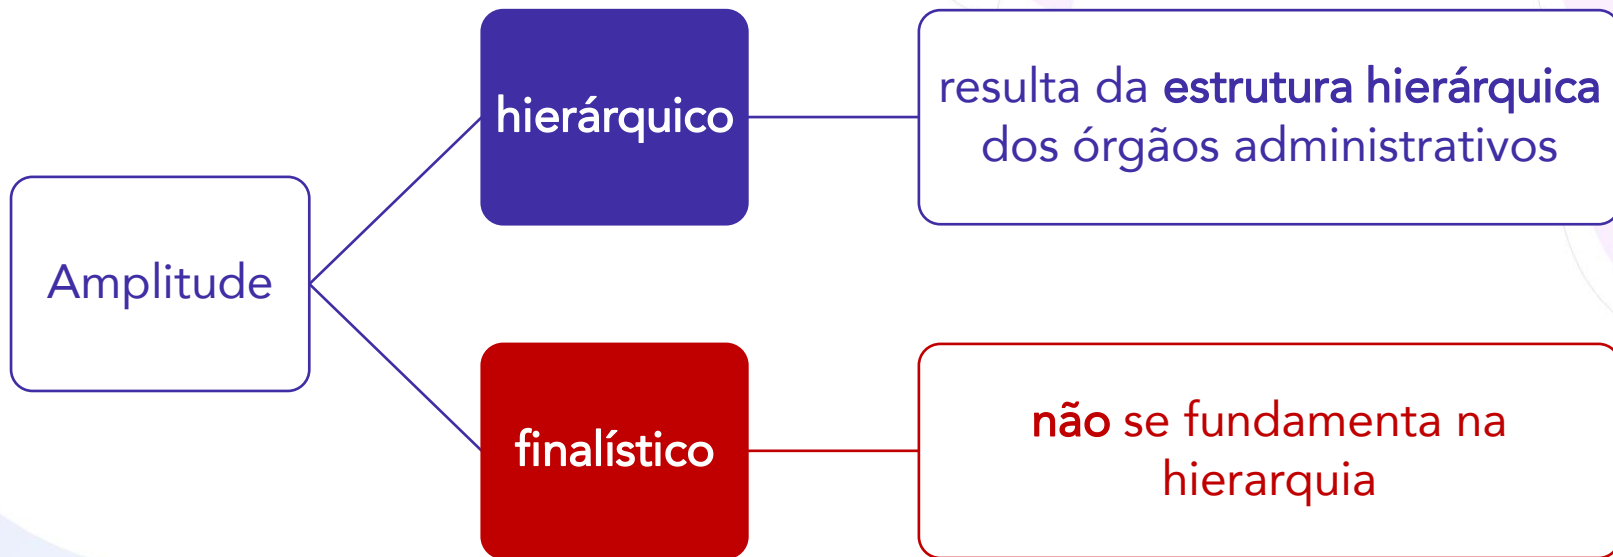 Amplitude
hierárquico
resulta da estrutura hierárquica
dos órgãos administrativos
finalístico
não se fundamenta na
hierarquia